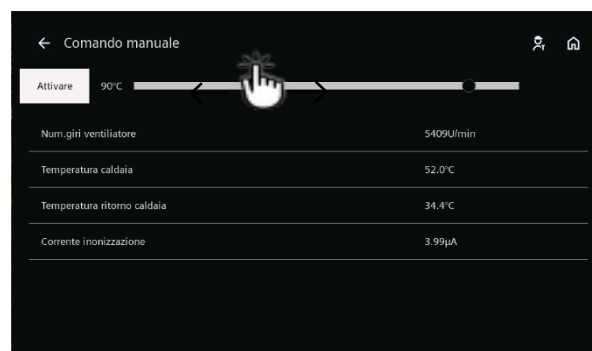 Comando manuale
Attivare 90°C
Num.giri ventiliatore 5409U/min
Temperatura caldaia 52.0°C
Temperatura ritorno caldaia 34.4°C
Corrente inonizzazione 3.99µA